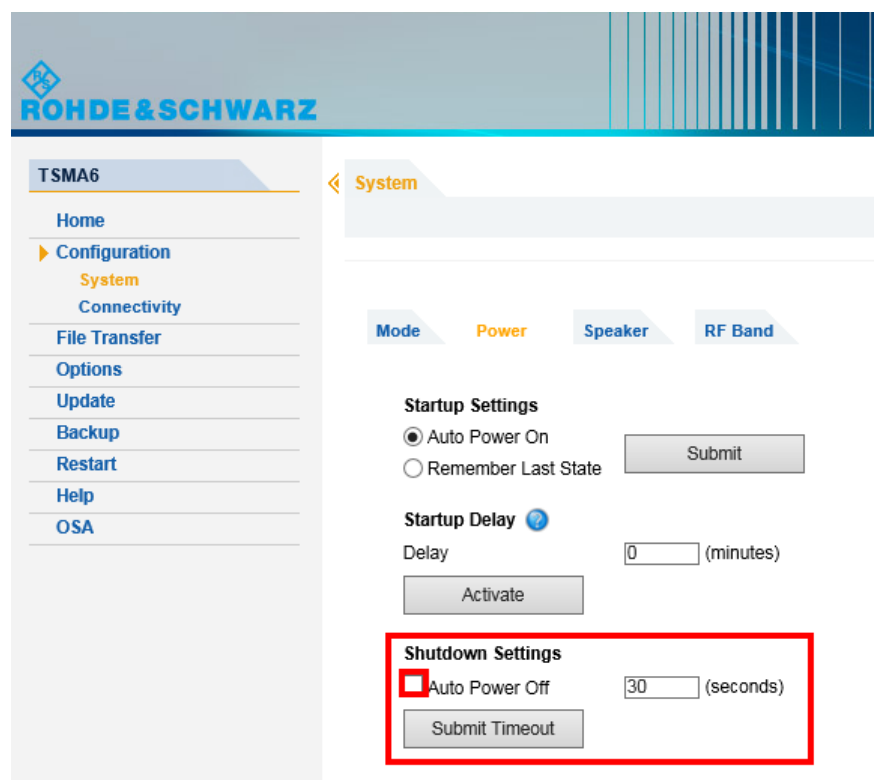 R S
ROHDE&SCHWARZ
TSMA6
Home
Configuration
System
Connectivity
File Transfer
Options
Update
Backup
Restart
Help
OSA
System
Mode Power Speaker RF Band
Startup Settings
Auto Power On
Remember Last State
Submit
Startup Delay ?
Delay 0 (minutes)
Activate
Shutdown Settings
Auto Power Off 30 (seconds)
Submit Timeout